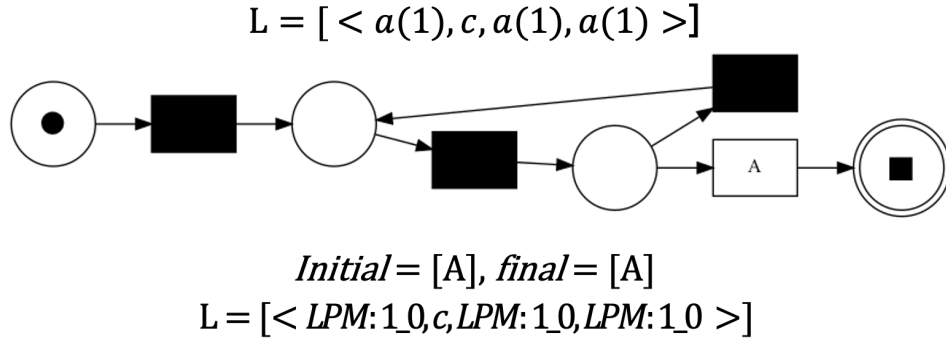 L = [ < a(1), c, a(1), a(1) >]
A
Initial = [A], final = [A]
L = [< LPM: 1_0, c, LPM: 1_0, LPM: 1_0 >]